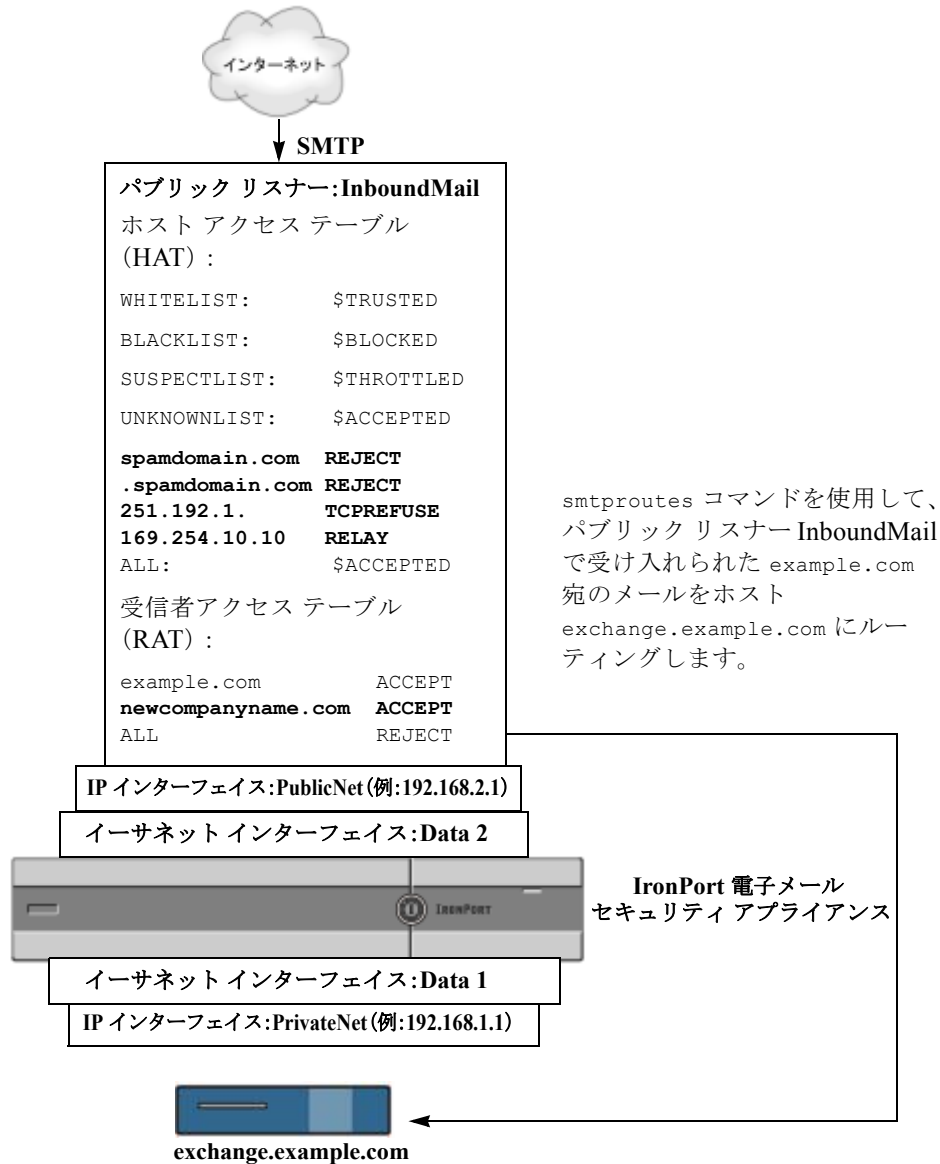 インターネット
SMTP
パブリック リスナー:InboundMail
ホスト アクセス テーブル
（HAT）:
WHITELIST: $TRUSTED
BLACKLIST: $BLOCKED
SUSPECTLIST: $THROTTLED
UNKNOWNLIST: $ACCEPTED
spamdomain.com REJECT
.spamdomain.com REJECT
251.192.1. TCPREFUSE
169.254.10.10 RELAY
ALL: $ACCEPTED
受信者アクセス テーブル
（RAT）:
example.com ACCEPT
newcompanyname.com ACCEPT
ALL REJECT
smtproutes コマンドを使用して、
パブリック リスナー InboundMail
で受け入れられた example.com
宛のメールをホスト
exchange.example.com にルー
ティングします。
IP インターフェイス:PublicNet（例:192.168.2.1）
イーサネット インターフェイス:Data 2
IRONPORT
IronPort 電子メール
セキュリティ アプライアンス
イーサネット インターフェイス:Data 1
IP インターフェイス:PrivateNet（例:192.168.1.1）
exchange.example.com